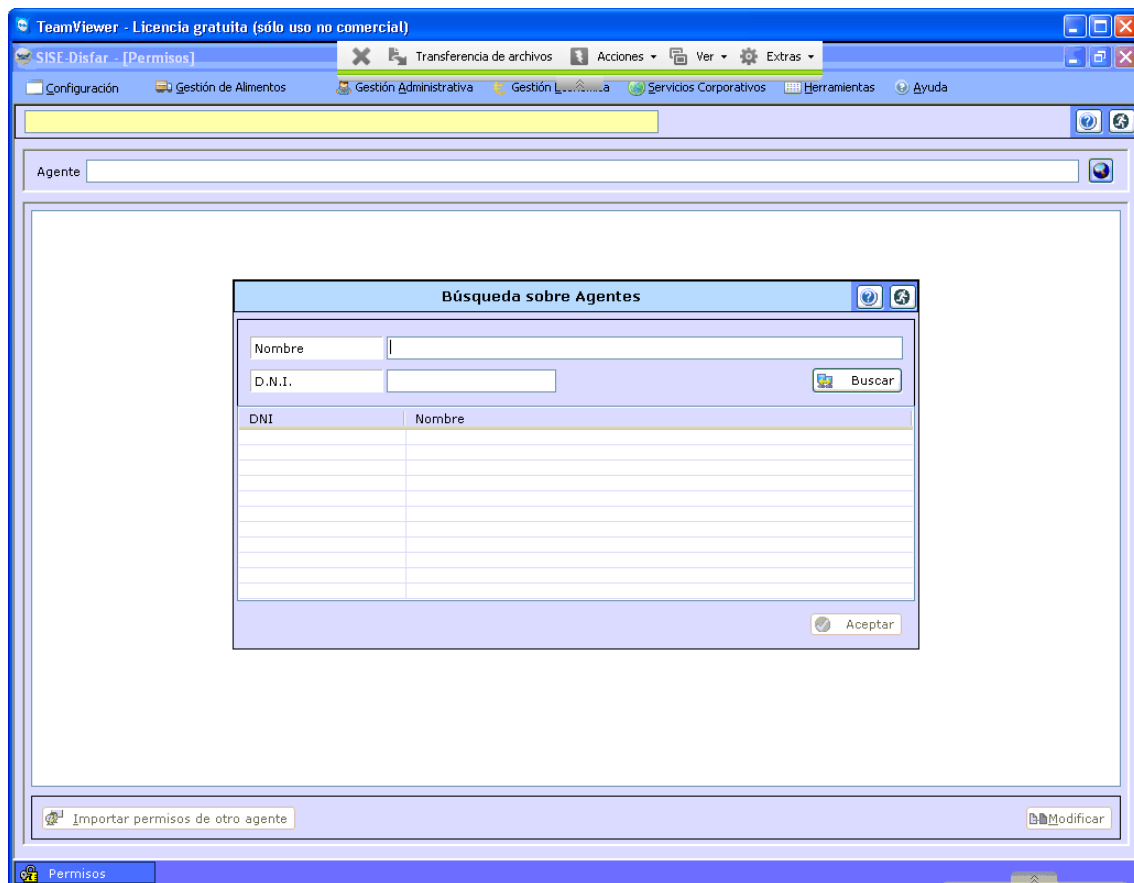 TeamViewer - Licencia gratuita (sólo uso no comercial)
SISE-Disfar - [Permisos]
Transferencia de archivos Acciones Ver Extras
Configuración Gestión de Alimentos Gestión Administrativa Gestión Servicios Corporativos Herramientas Ayuda
Agente
Búsqueda sobre Agentes
Nombre
D.N.I. Buscar
DNI Nombre
Aceptar
Importar permisos de otro agente Modificar
Permisos